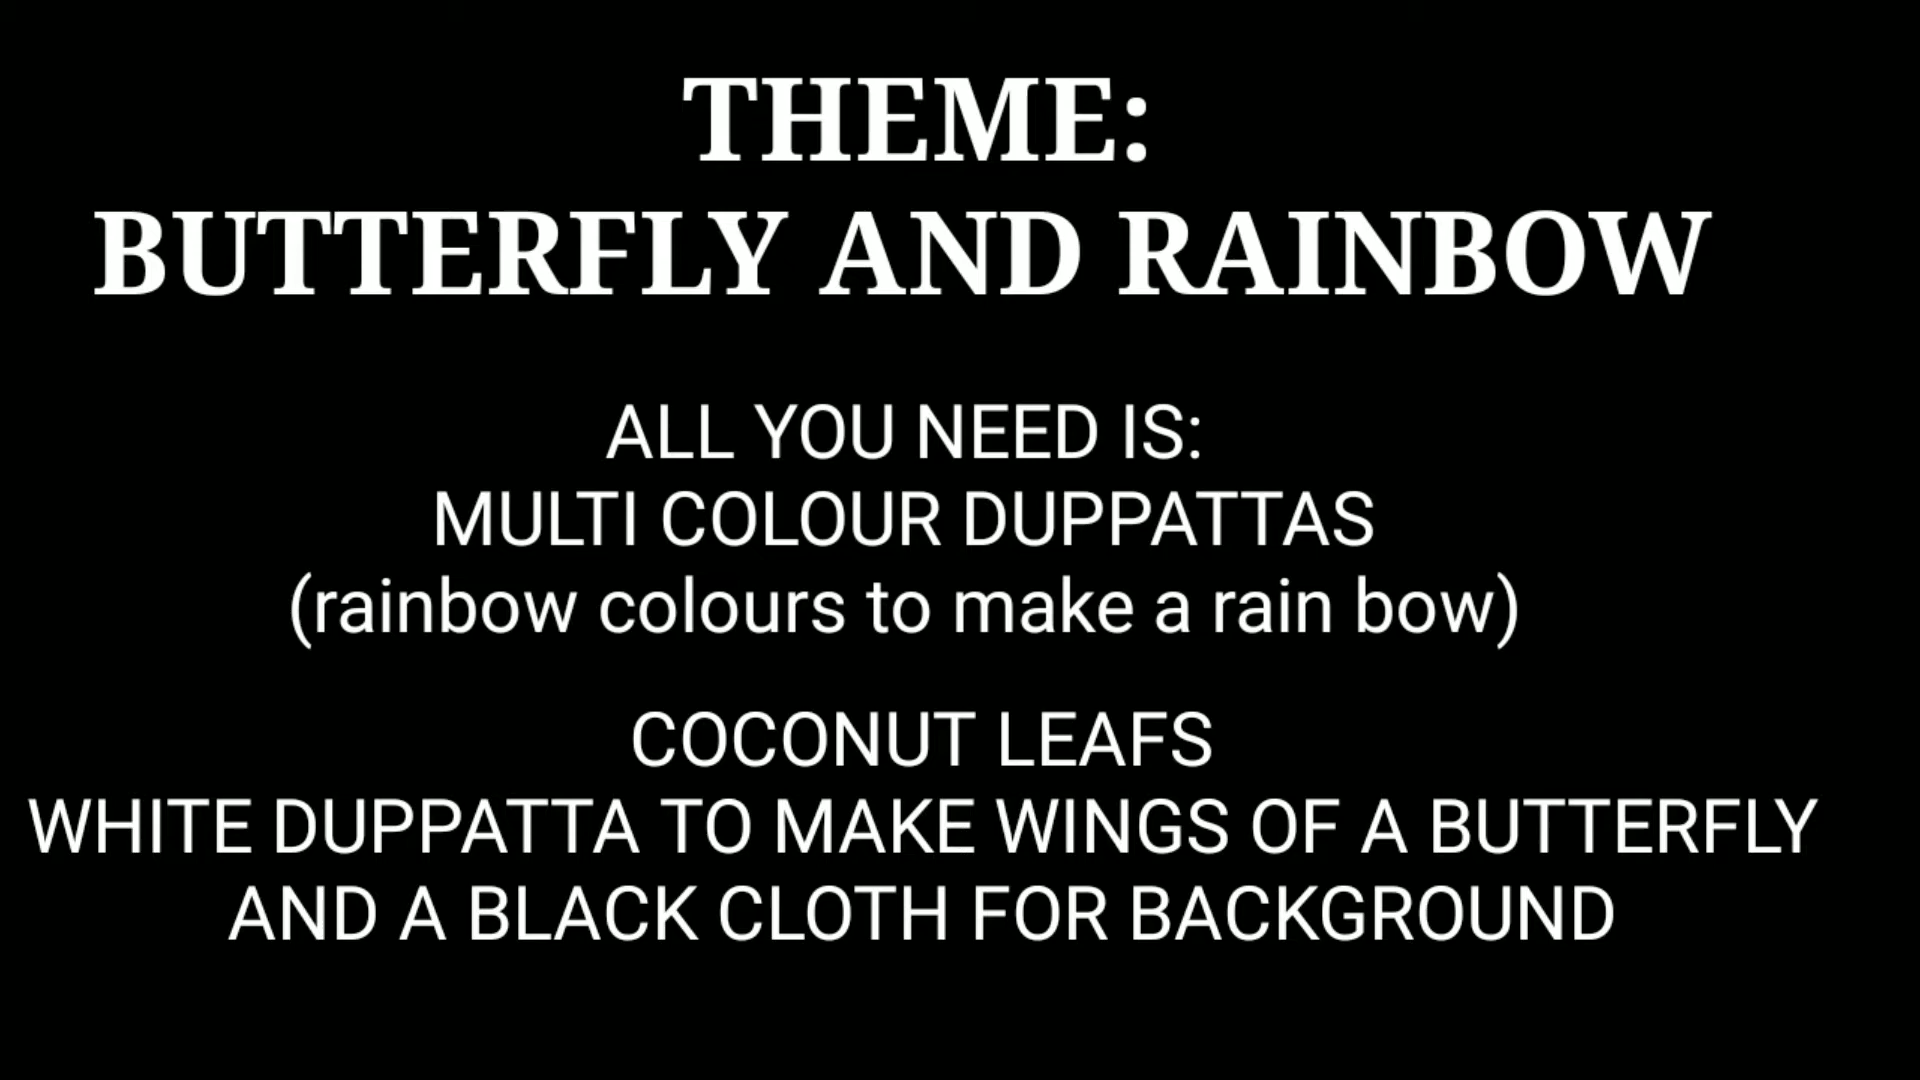 THEME:
BUTTERFLY AND RAINBOW
ALL YOU NEED IS:
MULTI COLOUR DUPPATTAS
(rainbow colours to make a rain bow)
COCONUT LEAFS
WHITE DUPPATTA TO MAKE WINGS OF A BUTTERFLY
AND A BLACK CLOTH FOR BACKGROUND